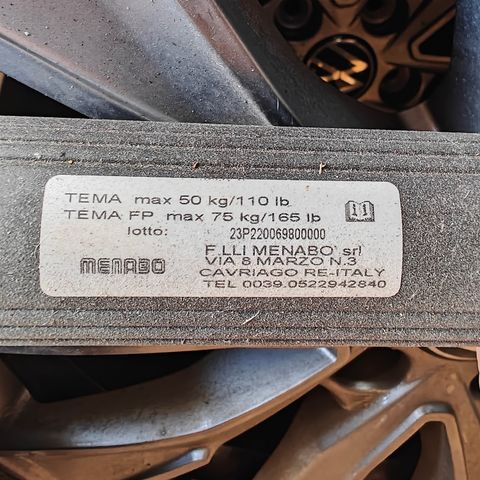 TEMA max 50 kg/110 lb
TEMA FP max 75 kg/165 lb
lotto: 23P220069800000
F.LLI MENABO' srl
VIA 8 MARZO N.3
MENABO
CAVRIAGO RE-ITALY
TEL 0039.0522942840